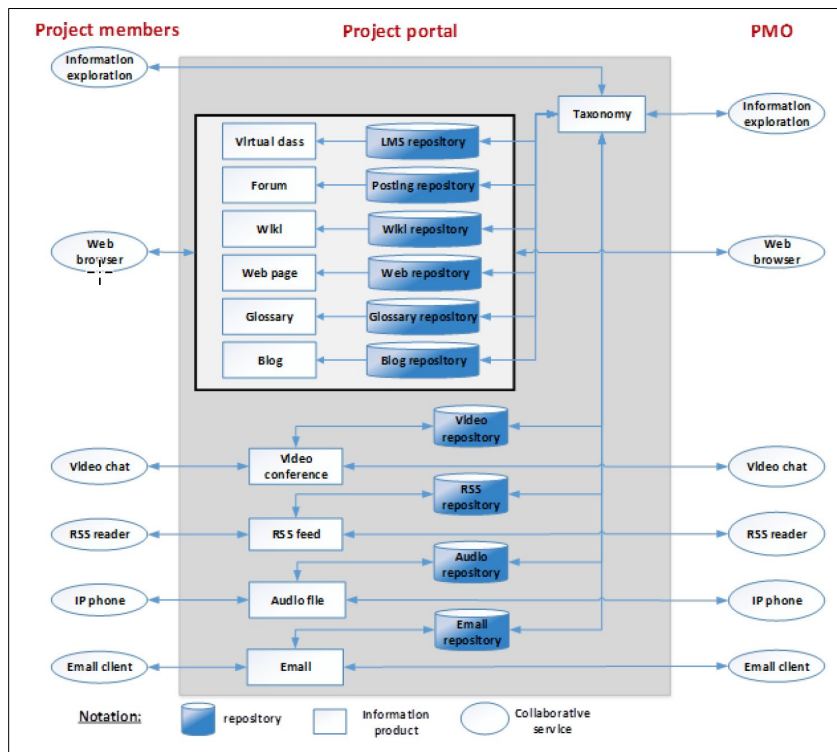 Project members
Project portal
PMO
Information
exploration
Taxonomy
Information
exploration
Virtual class
LMS repository
Forum
Posting repository
Wiki
Wiki repository
Web
browser
Web
browser
Web page
Web repository
Glossary
Glossary repository
Blog
Blog repository
Video
repository
Video chat
Video
conference
Video chat
RSS
repository
RSS reader
RSS feed
RSS reader
Audio
repository
IP phone
Audio file
IP phone
Email
repository
Email client
Email
Email client
Notation:
repository
Information
product
Collaborative
service